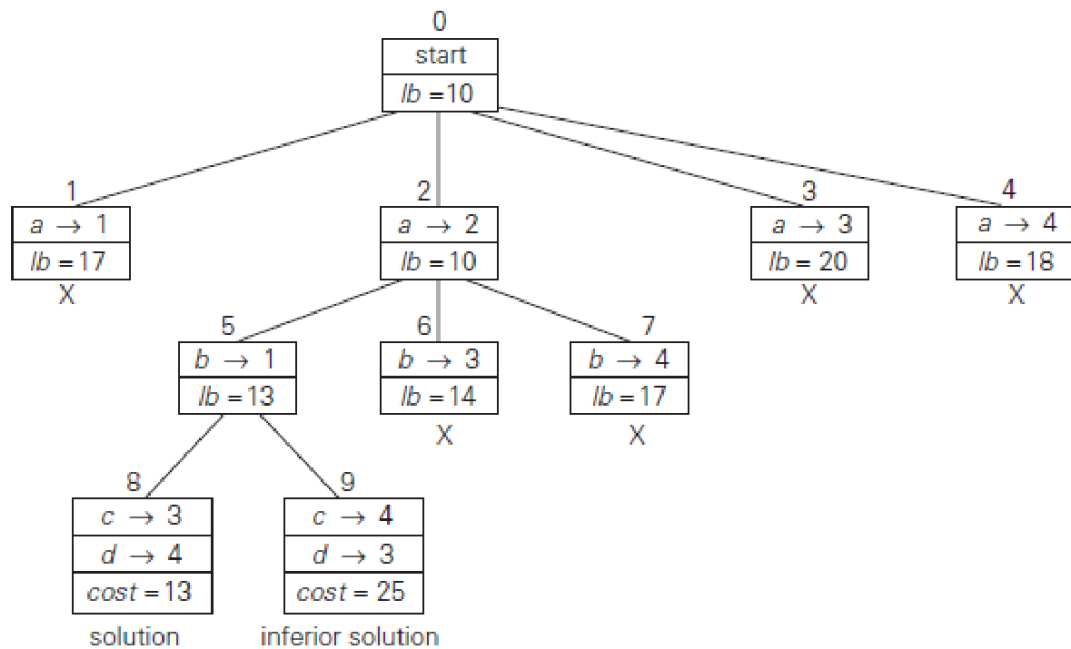 0
start
lb = 10
1 2 3 4
a → 1 a → 2 a → 3 a → 4
lb = 17 lb = 10 lb = 20 lb = 18
X X X
5 6 7
b → 1 b → 3 b → 4
lb = 13 lb = 14 lb = 17
X X
8 9
c → 3 c → 4
d → 4 d → 3
cost = 13 cost = 25
solution inferior solution